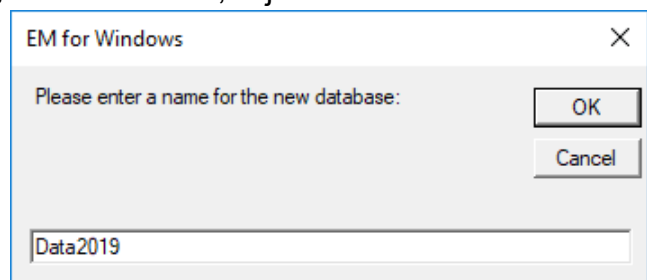 EM for Windows
Please enter a name for the new database:
OK
Cancel
Data2019